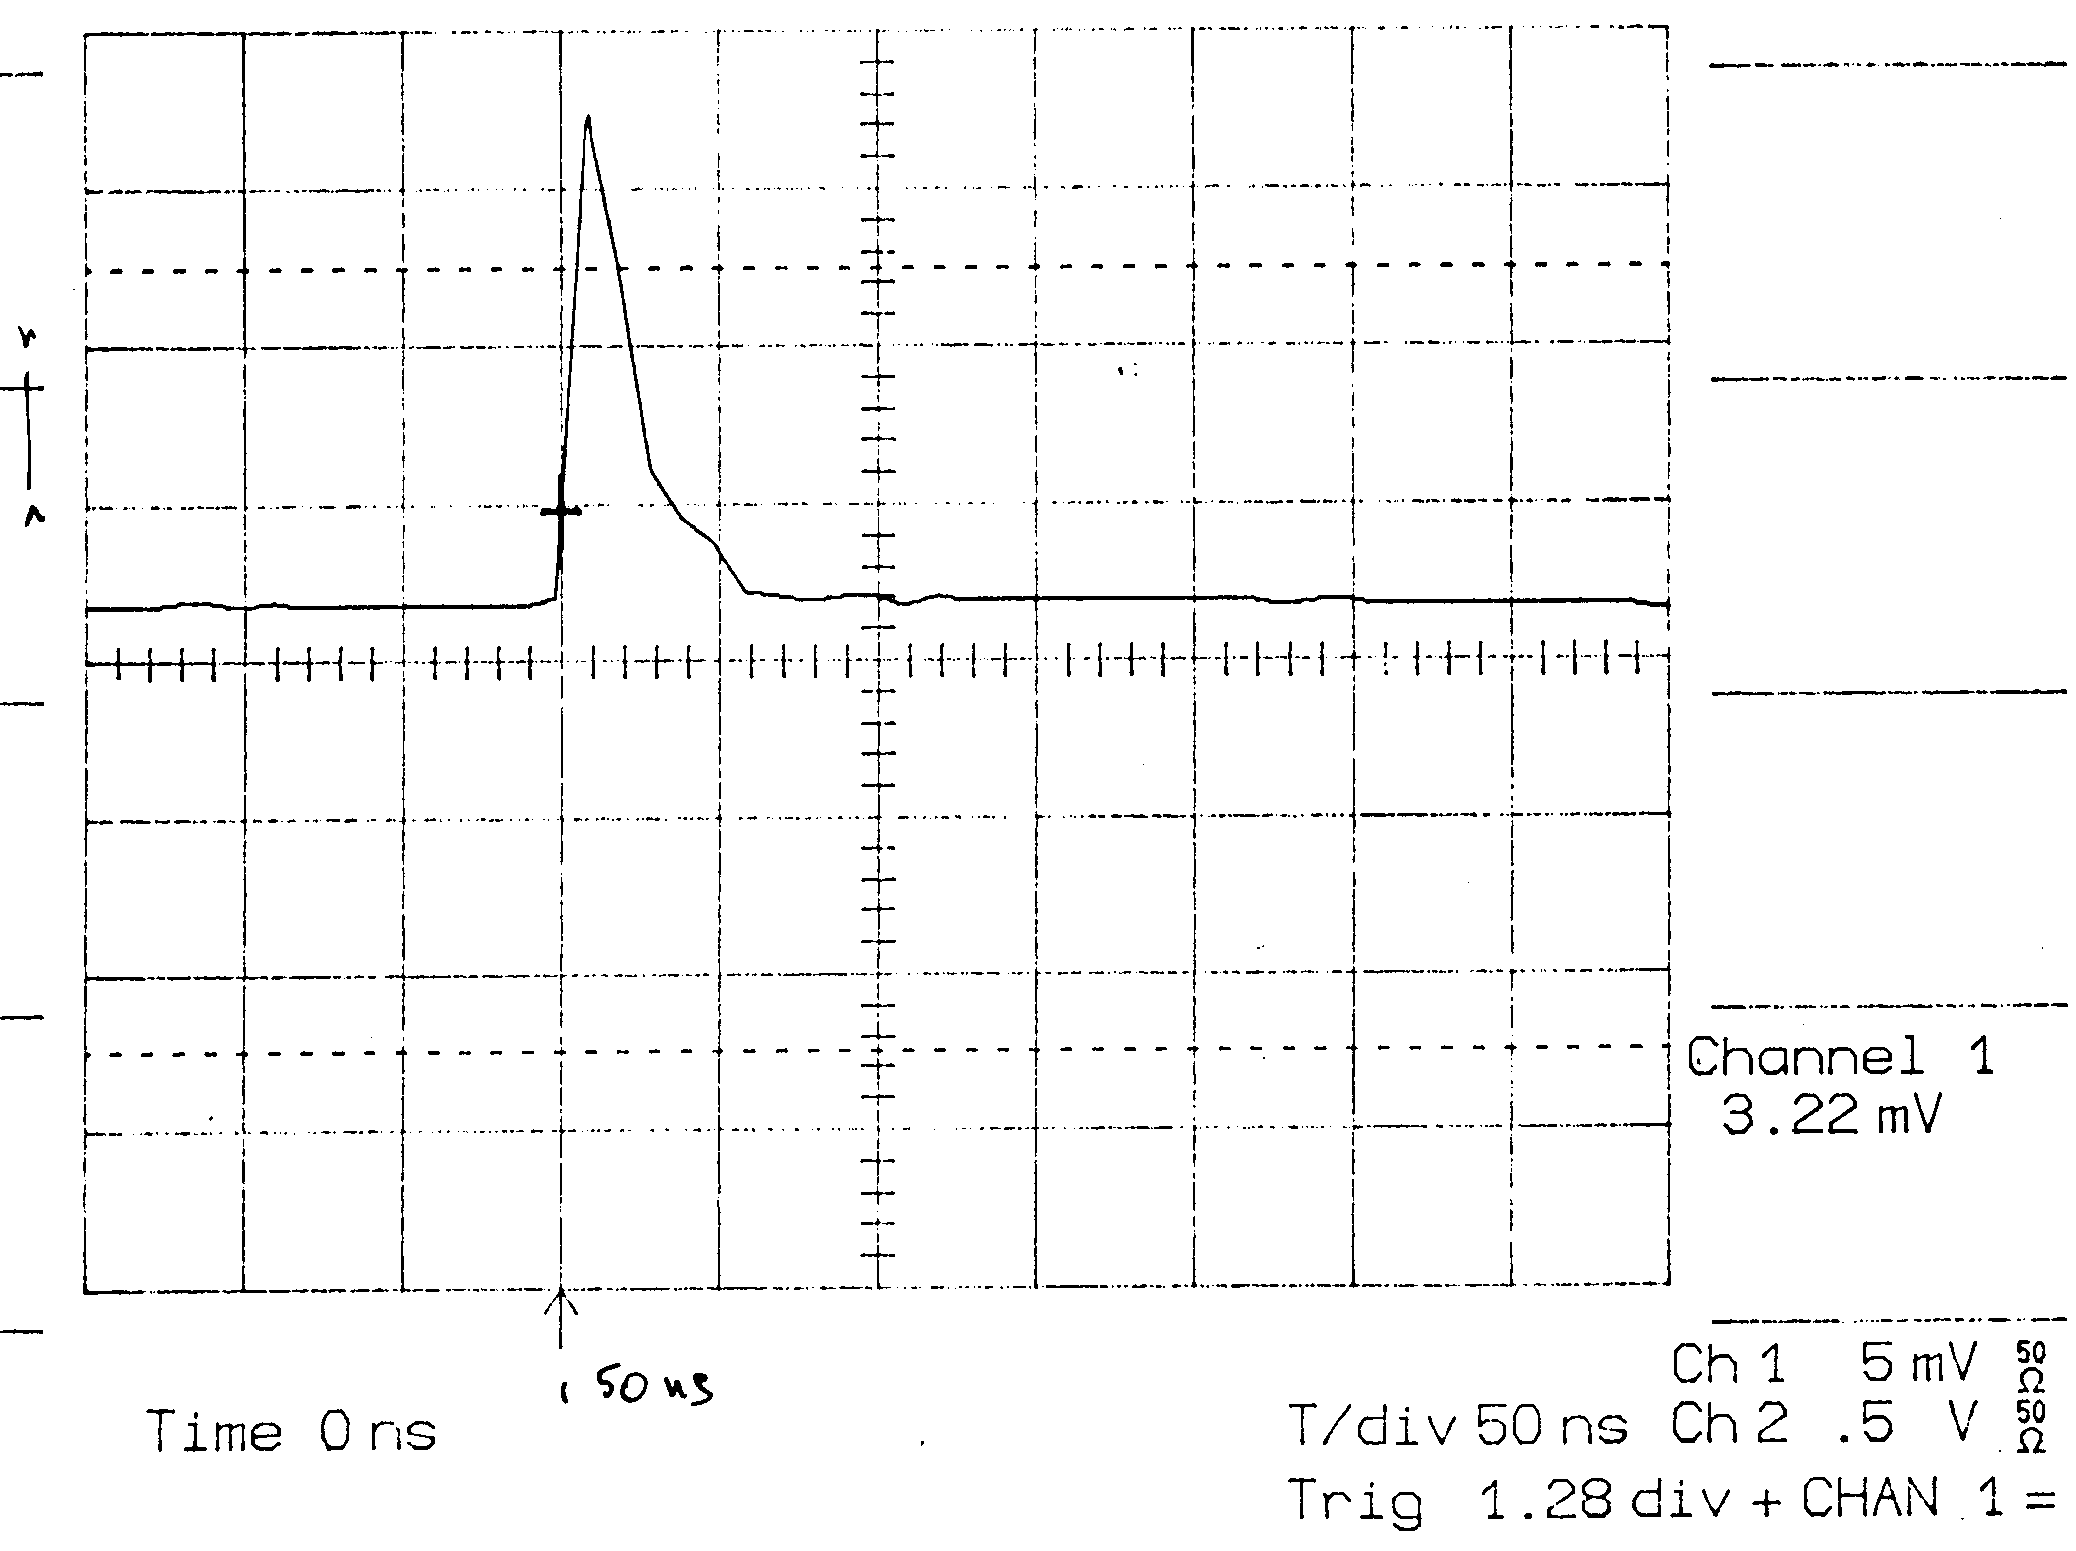 Channel 1
3.22 mV
50 ns
Time 0 ns
Ch 1 5 mV 50 Ω
T/div 50 ns Ch 2 .5 V 50 Ω
Trig 1.28 div + CHAN 1 =